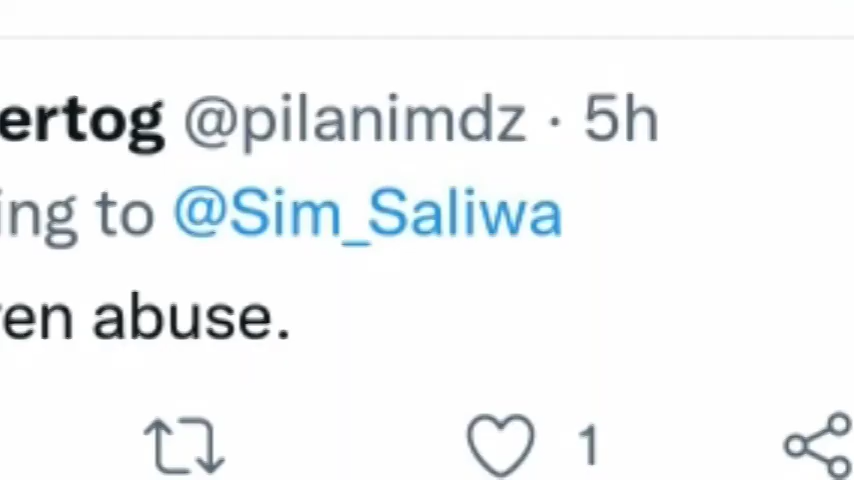 ertog @pilanimdz · 5h
ing to @Sim_Saliwa
en abuse.
1